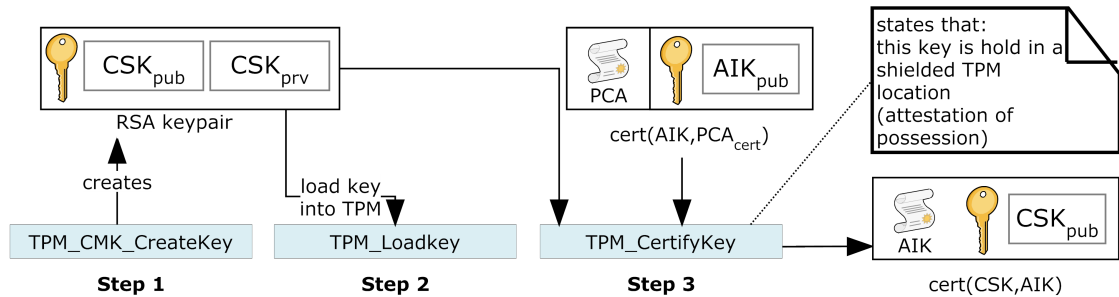 CSKpub
CSKprv
RSA keypair
creates
TPM_CMK_CreateKey
Step 1
load key
into TPM
TPM_Loadkey
Step 2
PCA
AIKpub
cert(AIK,PCAcert)
TPM_CertifyKey
Step 3
states that:
this key is hold in a
shielded TPM
location
(attestation of
possession)
AIK
CSKpub
cert(CSK,AIK)